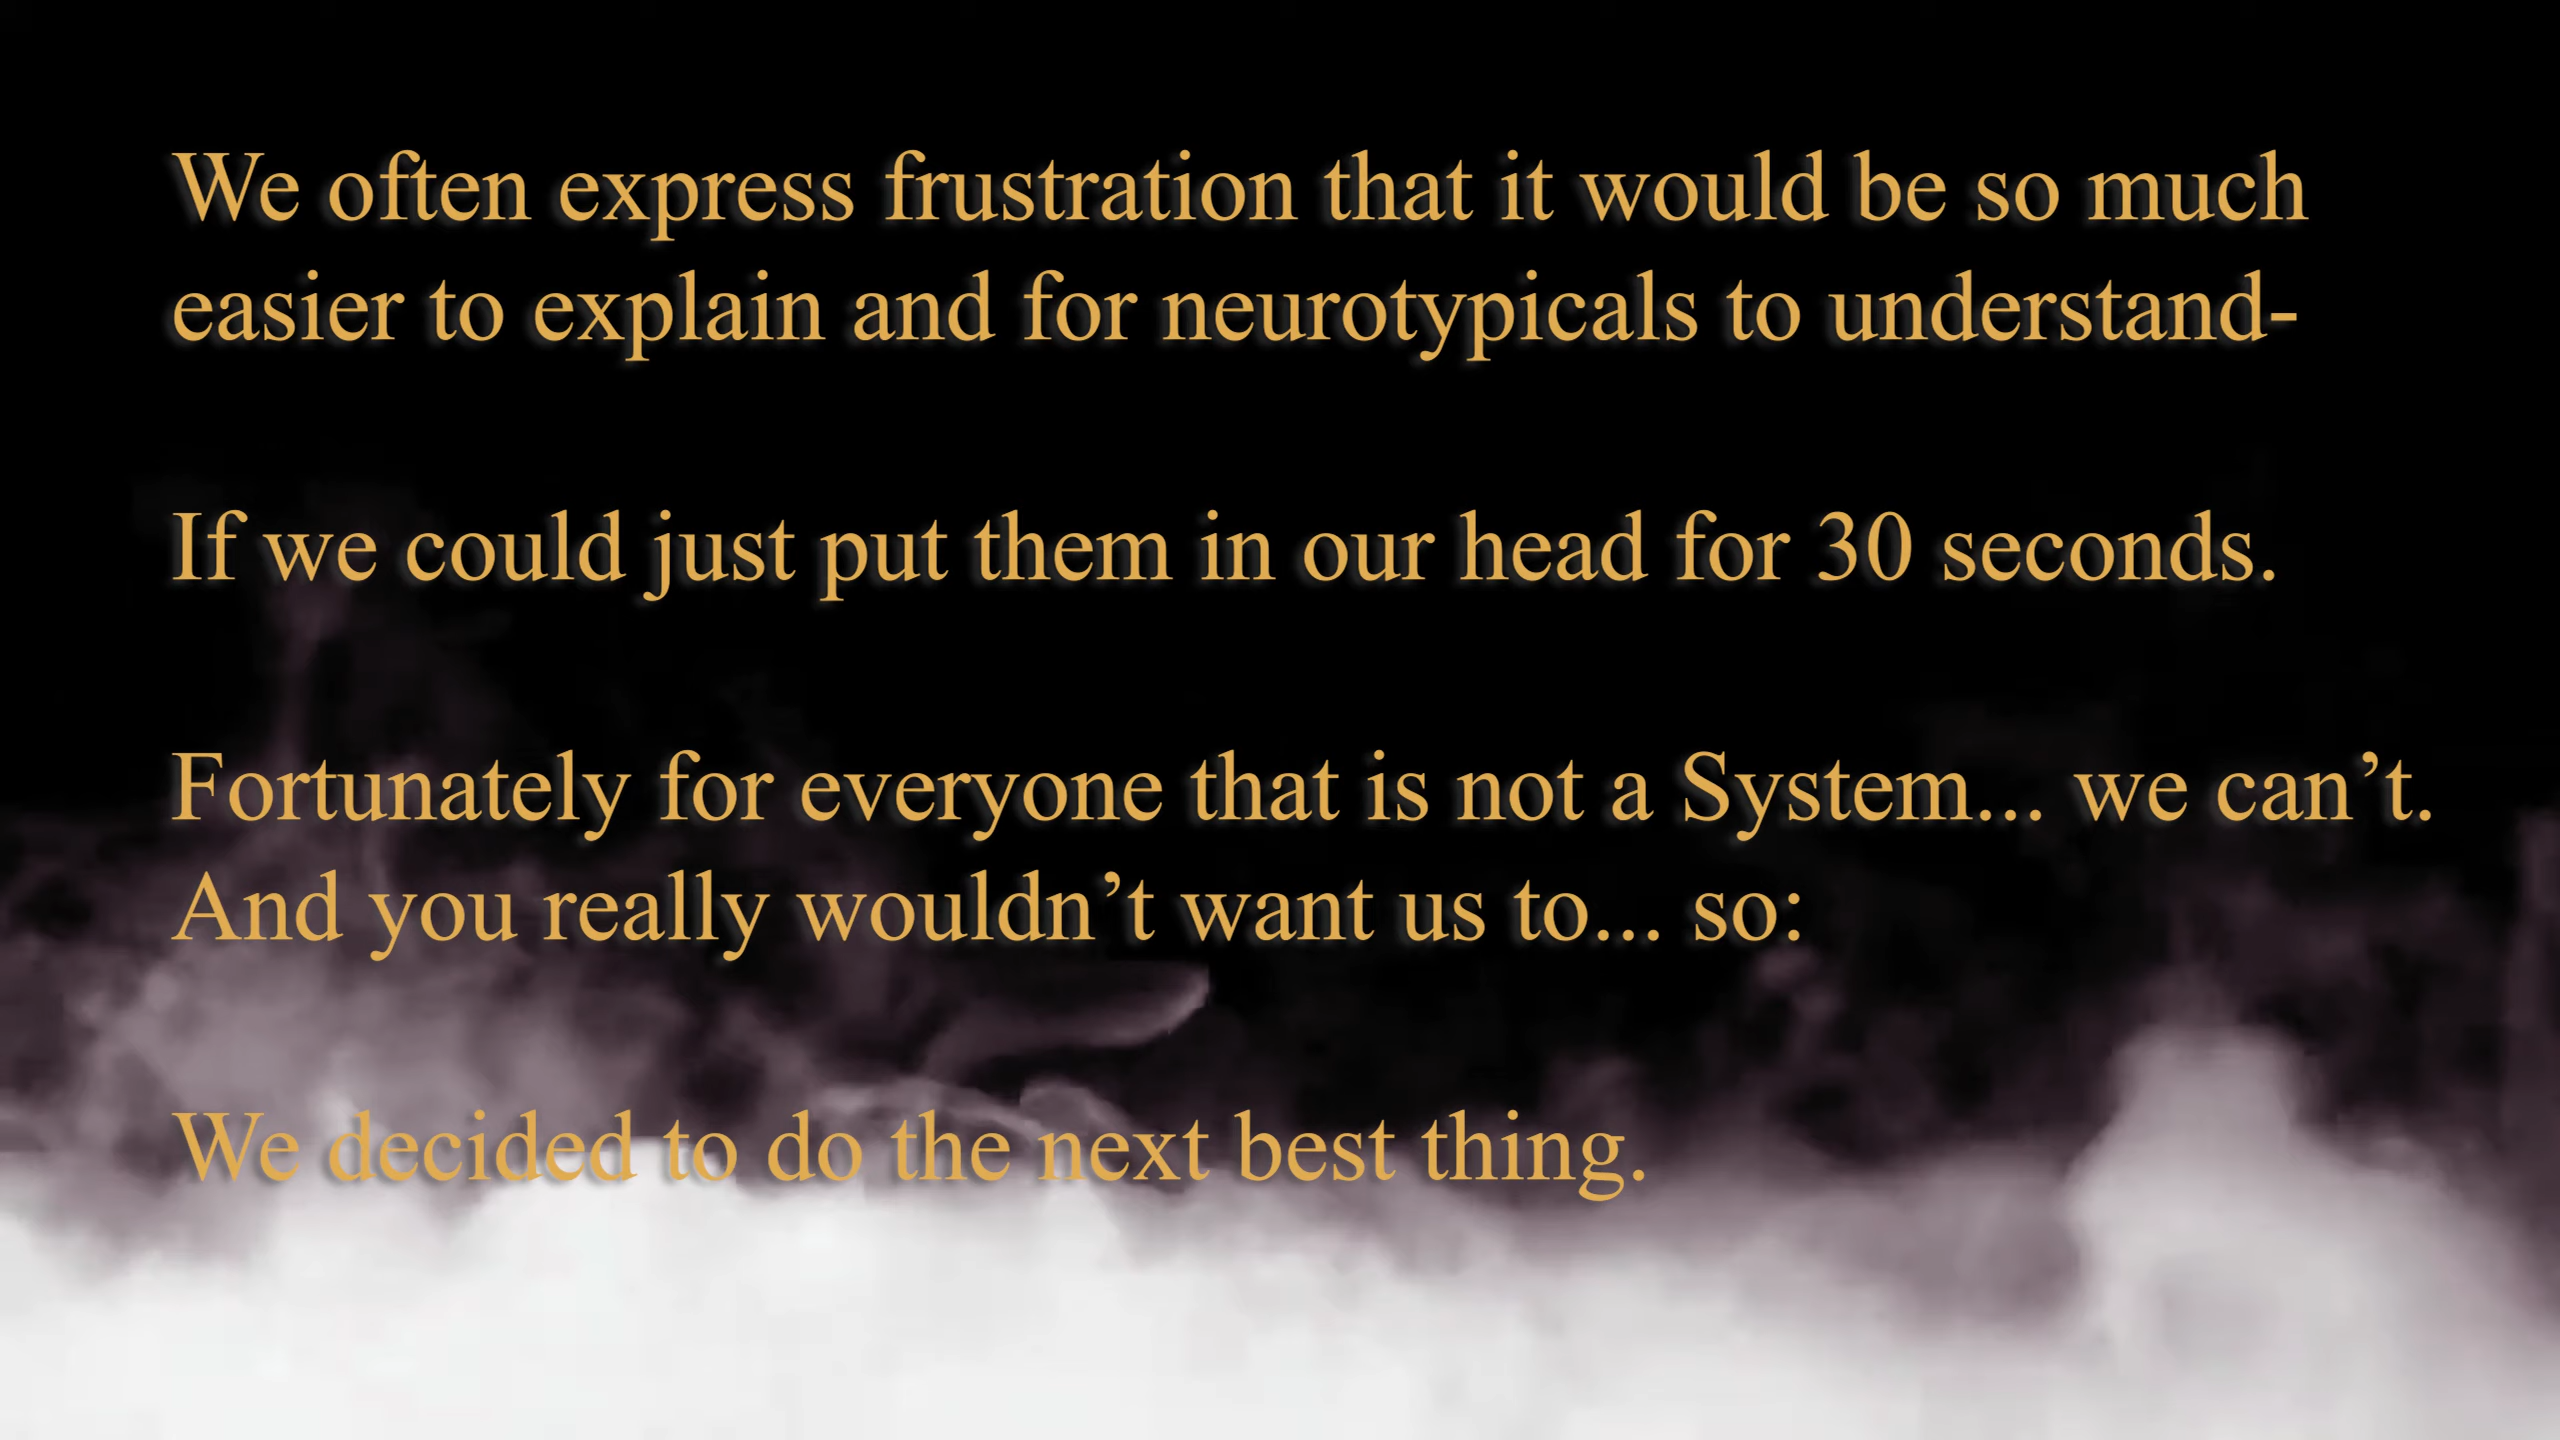 We often express frustration that it would be so much
easier to explain and for neurotypicals to understand-
If we could just put them in our head for 30 seconds.
Fortunately for everyone that is not a System... we can’t.
And you really wouldn’t want us to... so:
We decided to do the next best thing.